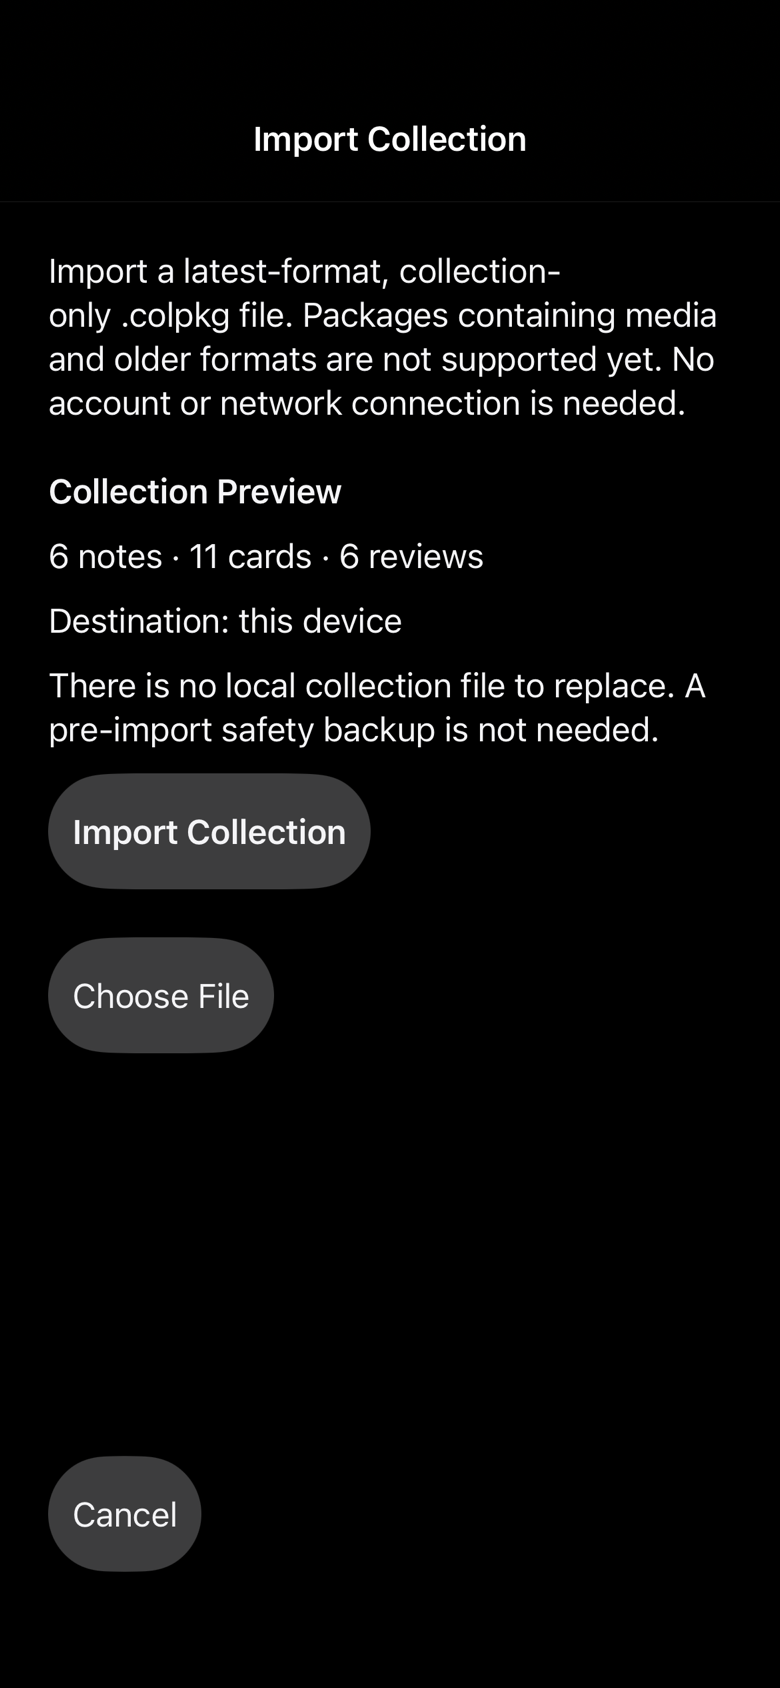 Import Collection
Import a latest-format, collection-
only .colpkg file. Packages containing media
and older formats are not supported yet. No
account or network connection is needed.
Collection Preview
6 notes · 11 cards · 6 reviews
Destination: this device
There is no local collection file to replace. A
pre-import safety backup is not needed.
Import Collection
Choose File
Cancel